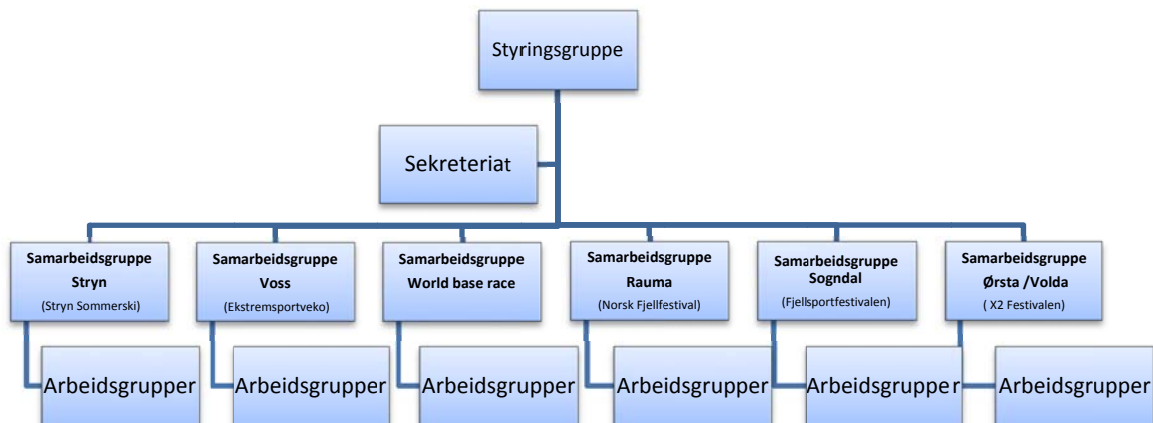 Styringsgruppe
Sekreteriat
Samarbeidsgruppe
Stryn
(Stryn Sommerski)
Samarbeidsgruppe
Voss
(Ekstremsportveko)
Samarbeidsgruppe
World base race
Samarbeidsgruppe
Rauma
(Norsk Fjellfestival)
Samarbeidsgruppe
Sogndal
(Fjellsportfestivalen)
Samarbeidsgruppe
Ørsta /Volda
( X2 Festivalen)
Arbeidsgrupper
Arbeidsgrupper
Arbeidsgrupper
Arbeidsgrupper
Arbeidsgrupper
Arbeidsgrupper